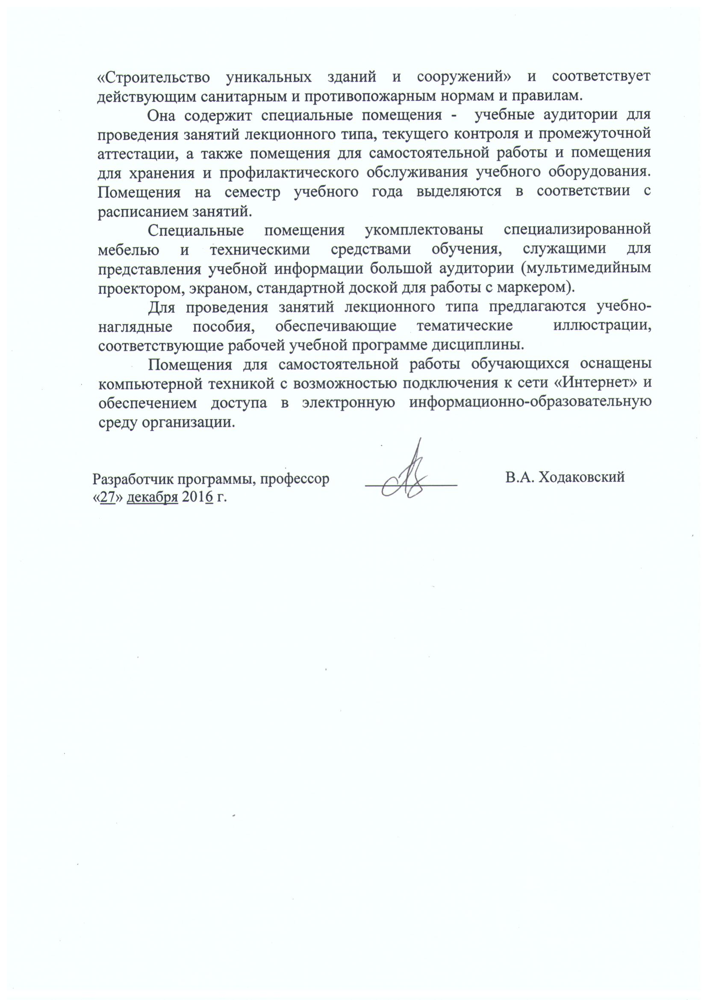 «Строительство уникальных зданий и сооружений» и соответствует
действующим санитарным и противопожарным нормам и правилам.
Она содержит специальные помещения - учебные аудитории для
проведения занятий лекционного типа, текущего контроля и промежуточной
аттестации, а также помещения для самостоятельной работы и помещения
для хранения и профилактического обслуживания учебного оборудования.
Помещения на семестр учебного года выделяются в соответствии с
расписанием занятий.
Специальные помещения укомплектованы специализированной
мебелью и техническими средствами обучения, служащими для
представления учебной информации большой аудитории (мультимедийным
проектором, экраном, стандартной доской для работы с маркером).
Для проведения занятий лекционного типа предлагаются учебно-
наглядные пособия, обеспечивающие тематические иллюстрации,
соответствующие рабочей учебной программе дисциплины.
Помещения для самостоятельной работы обучающихся оснащены
компьютерной техникой с возможностью подключения к сети «Интернет» и
обеспечением доступа в электронную информационно-образовательную
среду организации.
Разработчик программы, профессор В.А. Ходаковский
«27» декабря 2016 г.